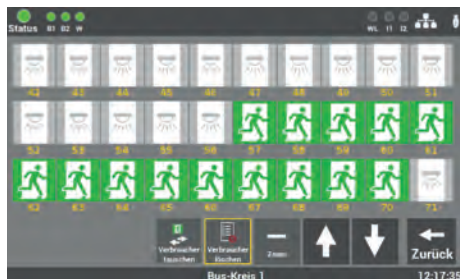 Status B1 B2 W WL I1 I2
42 43 44 45 46 47 48 49 50 51
52 53 54 55 56 57 58 59 60 61
62 63 64 65 66 67 68 69 70 71
Verbraucher tauschen
Verbraucher löschen
Zoom-
Zurück
Bus-Kreis 1 12:17:35